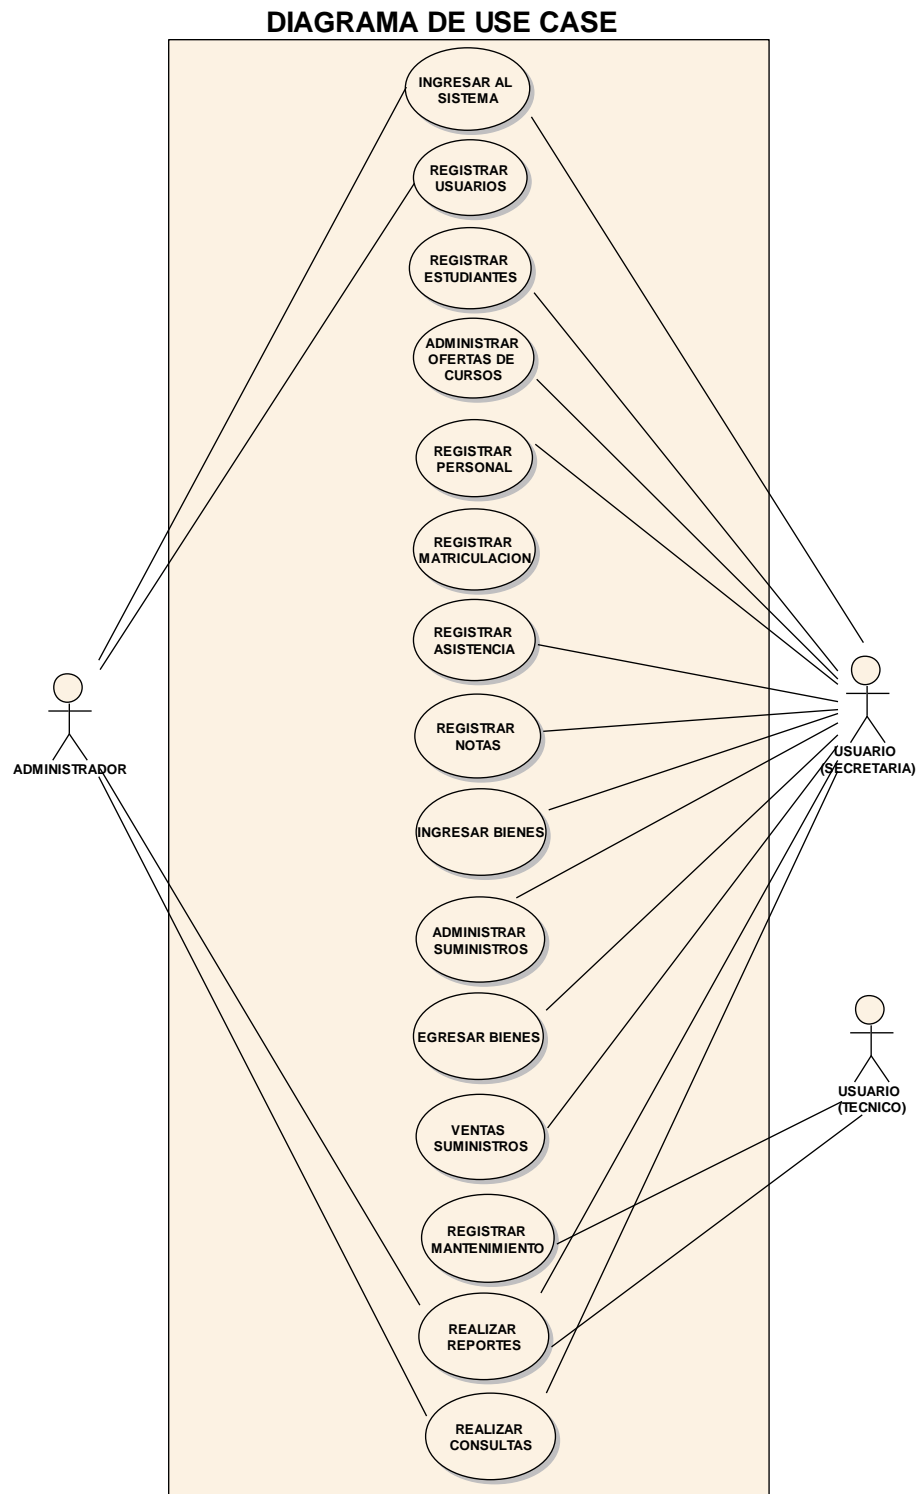 DIAGRAMA DE USE CASE
INGRESAR AL
SISTEMA
REGISTRAR
USUARIOS
REGISTRAR
ESTUDIANTES
ADMINISTRAR
OFERTAS DE
CURSOS
REGISTRAR
PERSONAL
REGISTRAR
MATRICULACION
REGISTRAR
ASISTENCIA
REGISTRAR
NOTAS
INGRESAR BIENES
ADMINISTRAR
SUMINISTROS
EGRESAR BIENES
VENTAS
SUMINISTROS
REGISTRAR
MANTENIMIENTO
REALIZAR
REPORTES
REALIZAR
CONSULTAS
ADMINISTRADOR
USUARIO
(SECRETARIA)
USUARIO
(TECNICO)